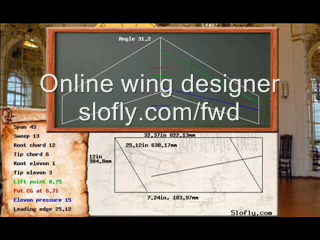 Angle 31,2
Online wing designer
slofly.com/fwd
Span 43
Sweep 13
Root chord 12
Tip chord 6
Root elevon 1
Tip elevon 3
Lift point 8,75
Put CG at 6,71
Elevon pressure 15
Leading edge 25,12
32,37in 822,13mm
25,12in 638,17mm
12in
304,8mm
7,24in, 183,97mm
Slofly.com